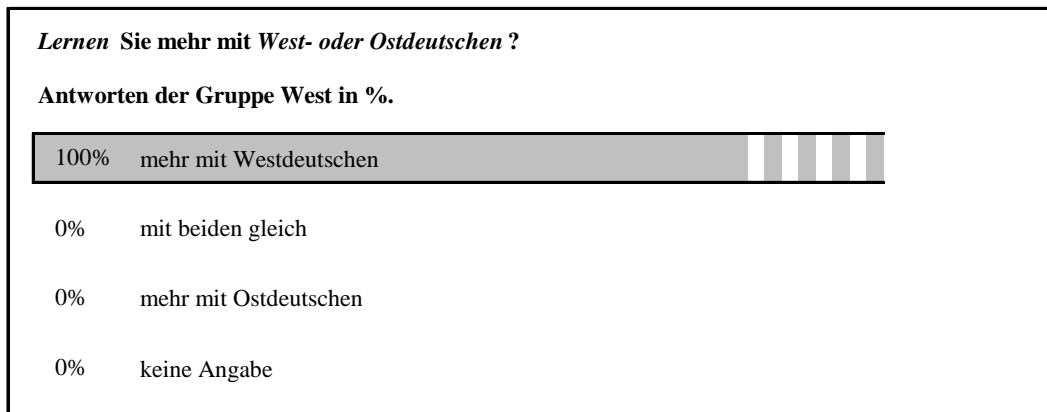 Lernen Sie mehr mit West- oder Ostdeutschen ?
Antworten der Gruppe West in %.
100% mehr mit Westdeutschen
0% mit beiden gleich
0% mehr mit Ostdeutschen
0% keine Angabe